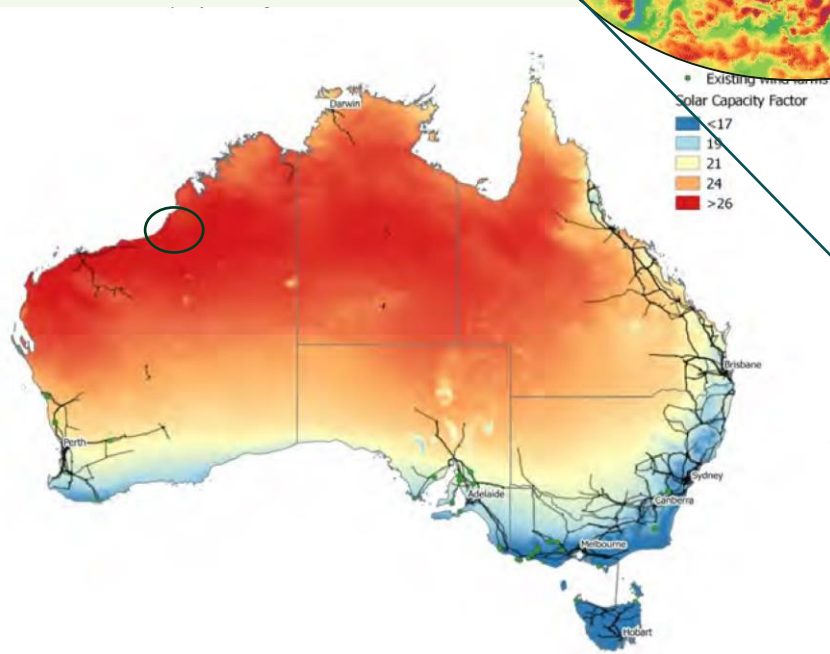 Existing wind farms
Solar Capacity Factor
<17
19
21
24
>26
Darwin
Brisbane
Perth
Sydney
Adelaide
Canberra
Melbourne
Hobart